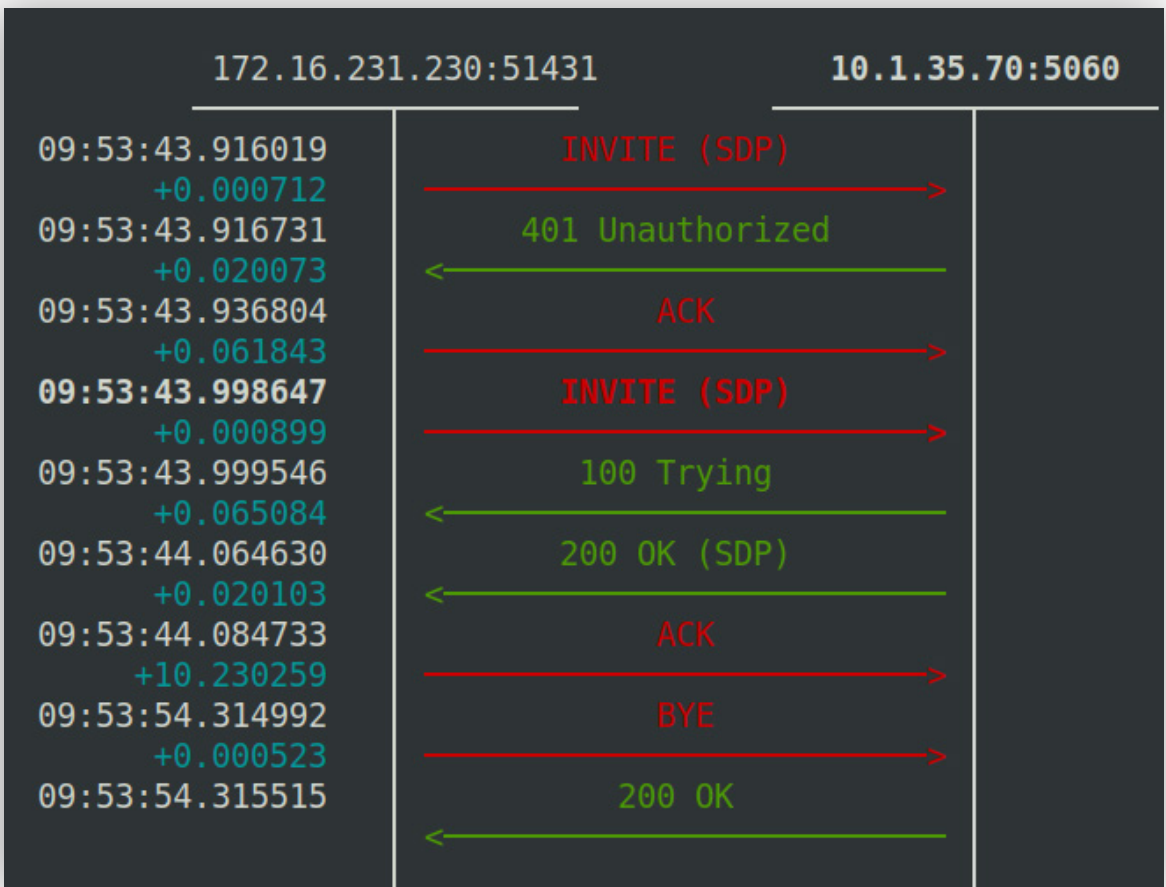 172.16.231.230:51431 10.1.35.70:5060
09:53:43.916019 INVITE (SDP)
+0.000712
09:53:43.916731 401 Unauthorized
+0.020073
09:53:43.936804 ACK
+0.061843
09:53:43.998647 INVITE (SDP)
+0.000899
09:53:43.999546 100 Trying
+0.065084
09:53:44.064630 200 OK (SDP)
+0.020103
09:53:44.084733 ACK
+10.230259
09:53:54.314992 BYE
+0.000523
09:53:54.315515 200 OK